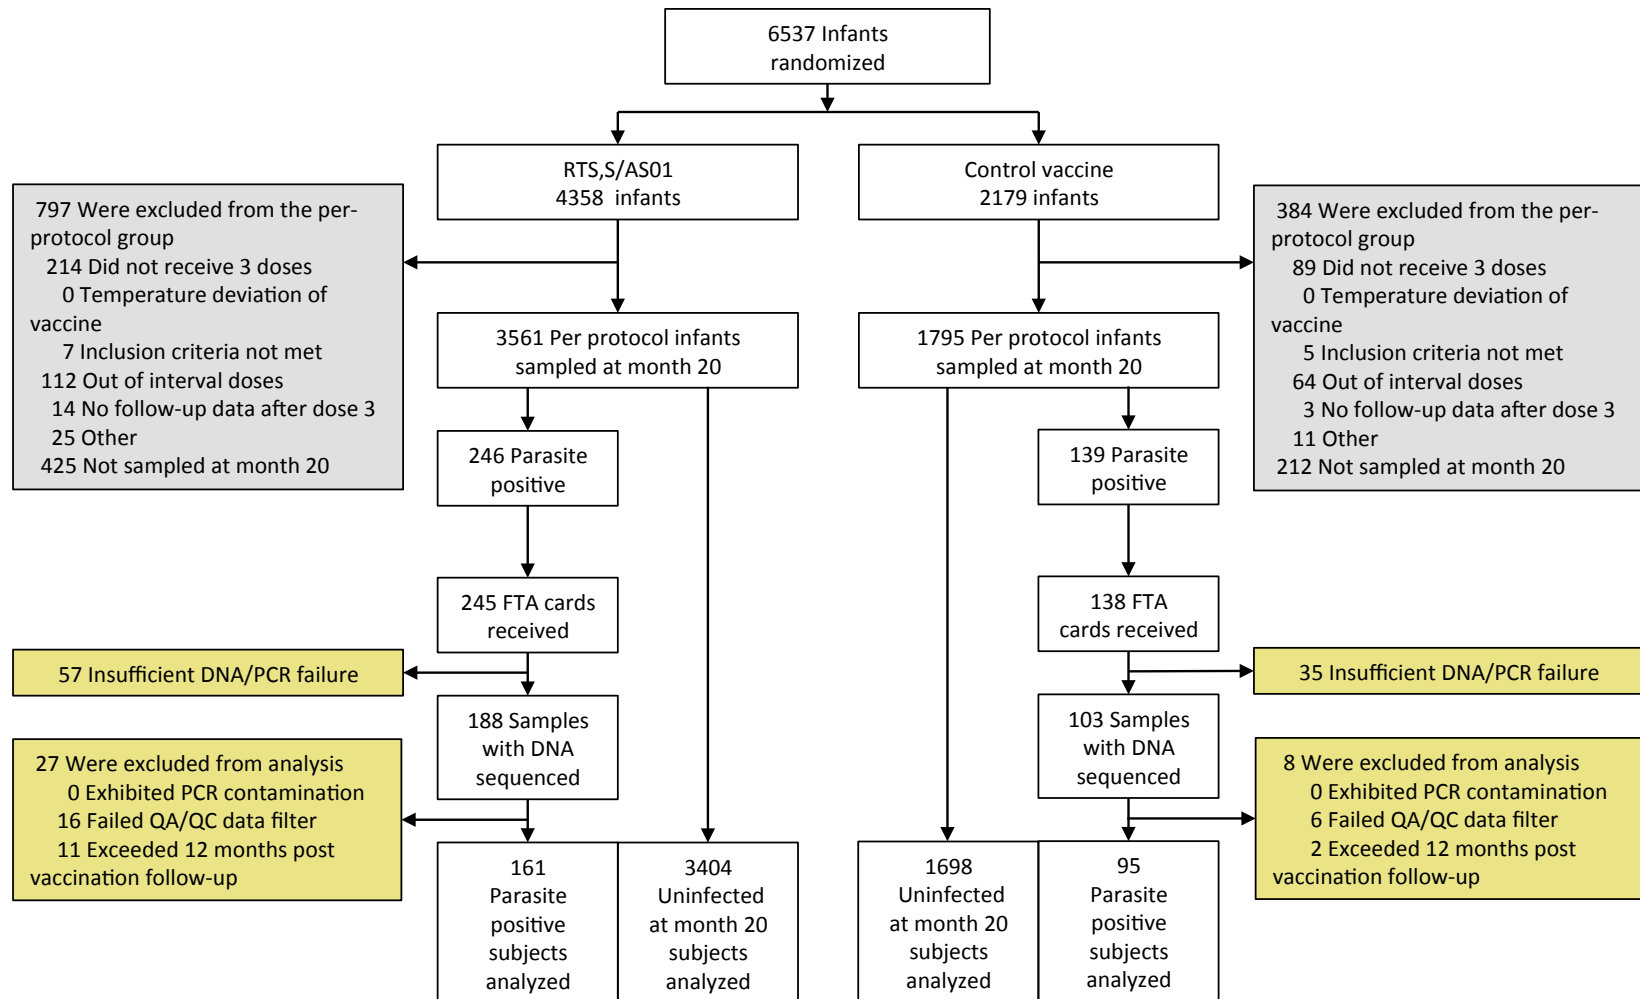 6537 Infants
randomized
RTS,S/AS01
4358 infants
Control vaccine
2179 infants
797 Were excluded from the per-
protocol group
214 Did not receive 3 doses
0 Temperature deviation of
vaccine
7 Inclusion criteria not met
112 Out of interval doses
14 No follow-up data after dose 3
25 Other
425 Not sampled at month 20
384 Were excluded from the per-
protocol group
89 Did not receive 3 doses
0 Temperature deviation of
vaccine
5 Inclusion criteria not met
64 Out of interval doses
3 No follow-up data after dose 3
11 Other
212 Not sampled at month 20
3561 Per protocol infants
sampled at month 20
1795 Per protocol infants
sampled at month 20
246 Parasite
positive
139 Parasite
positive
245 FTA cards
received
138 FTA
cards received
57 Insufficient DNA/PCR failure
35 Insufficient DNA/PCR failure
188 Samples
with DNA
sequenced
103 Samples
with DNA
sequenced
27 Were excluded from analysis
0 Exhibited PCR contamination
16 Failed QA/QC data filter
11 Exceeded 12 months post
vaccination follow-up
8 Were excluded from analysis
0 Exhibited PCR contamination
6 Failed QA/QC data filter
2 Exceeded 12 months post
vaccination follow-up
161
Parasite
positive
subjects
analyzed
3404
Uninfected
at month 20
subjects
analyzed
1698
Uninfected
at month 20
subjects
analyzed
95
Parasite
positive
subjects
analyzed